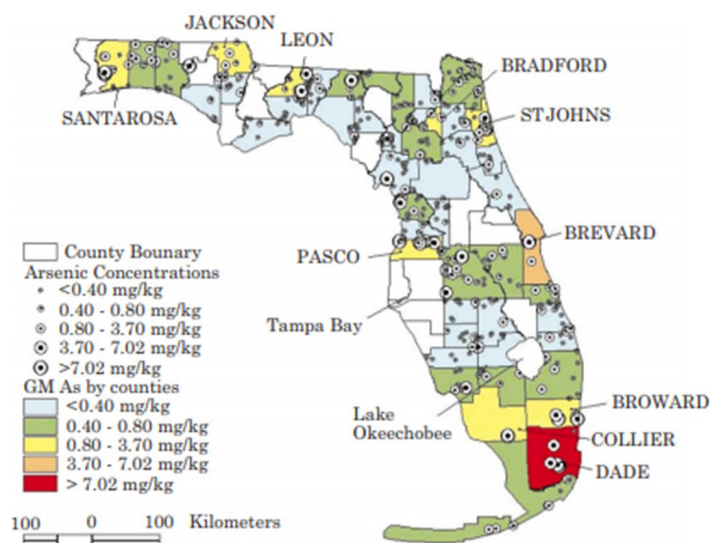 JACKSON
LEON
BRADFORD
SANTAROSA
STJOHNS
BREVARD
PASCO
County Bounary
Arsenic Concentrations
<0.40 mg/kg
0.40 - 0.80 mg/kg
0.80 - 3.70 mg/kg
3.70 - 7.02 mg/kg
>7.02 mg/kg
Tampa Bay
GM As by counties
<0.40 mg/kg
0.40 - 0.80 mg/kg
0.80 - 3.70 mg/kg
3.70 - 7.02 mg/kg
> 7.02 mg/kg
Lake
Okeechobee
BROWARD
COLLIER
DADE
100 0 100 Kilometers